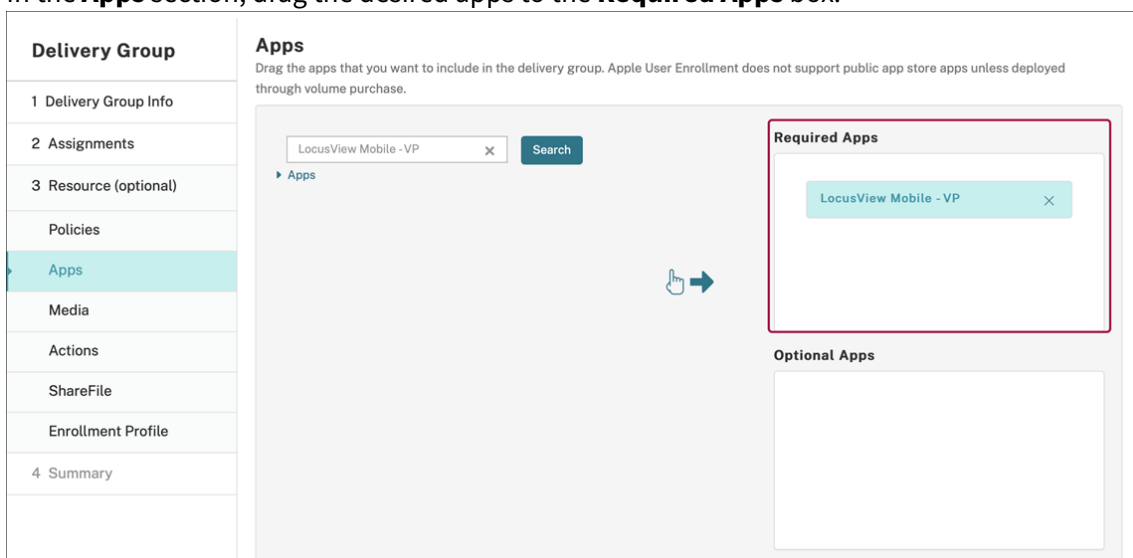 In the Apps section, drag the desired apps to the Required Apps box.
Delivery Group
1 Delivery Group Info
2 Assignments
3 Resource (optional)
Policies
Apps
Media
Actions
ShareFile
Enrollment Profile
4 Summary
Apps
Drag the apps that you want to include in the delivery group. Apple User Enrollment does not support public app store apps unless deployed
through volume purchase.
LocusView Mobile - VP
Search
Apps
Required Apps
LocusView Mobile - VP
Optional Apps